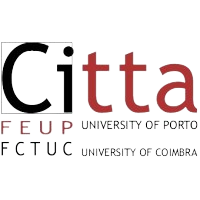 Citta
FEUP UNIVERSITY OF PORTO
FCTUC UNIVERSITY OF COIMBRA